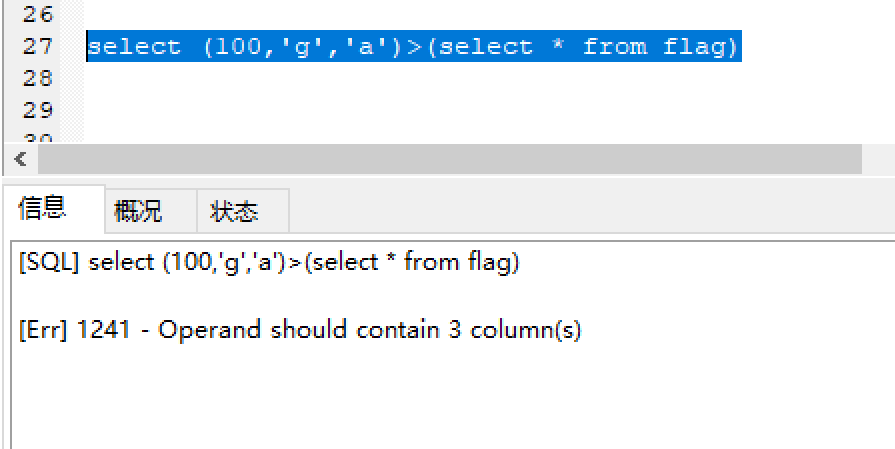 26
27 select (100,'g','a')>(select * from flag)
28
29
30
信息 概况 状态
[SQL] select (100,'g','a')>(select * from flag)
[Err] 1241 - Operand should contain 3 column(s)